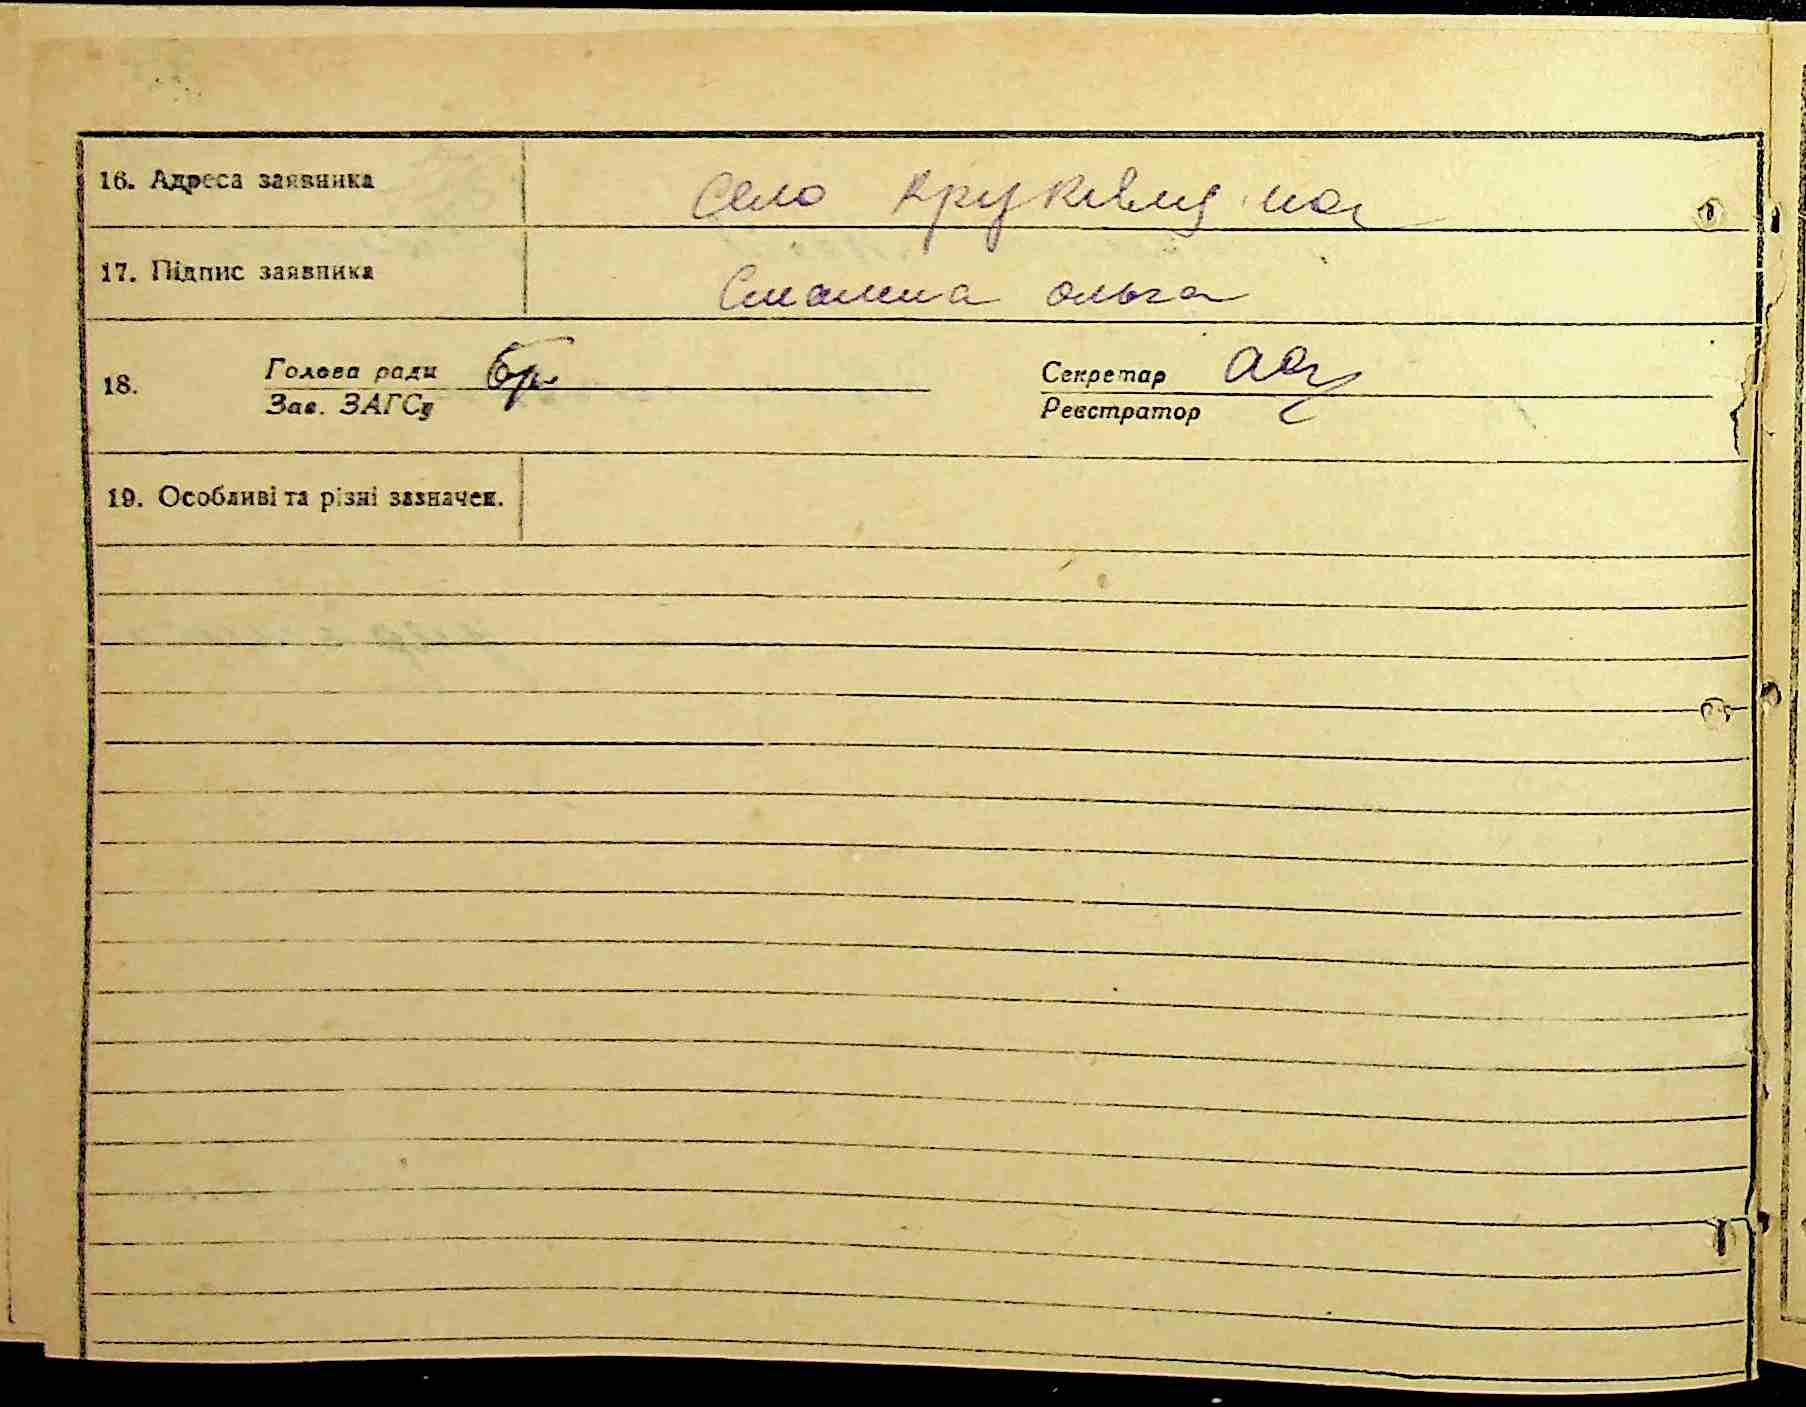 16. Адреса заявника Село Круківщина
17. Підпис заявника ольга
18. Голова ради Секретар
Зав. ЗАГСу Реєстратор
19. Особливі та різні зазначен.